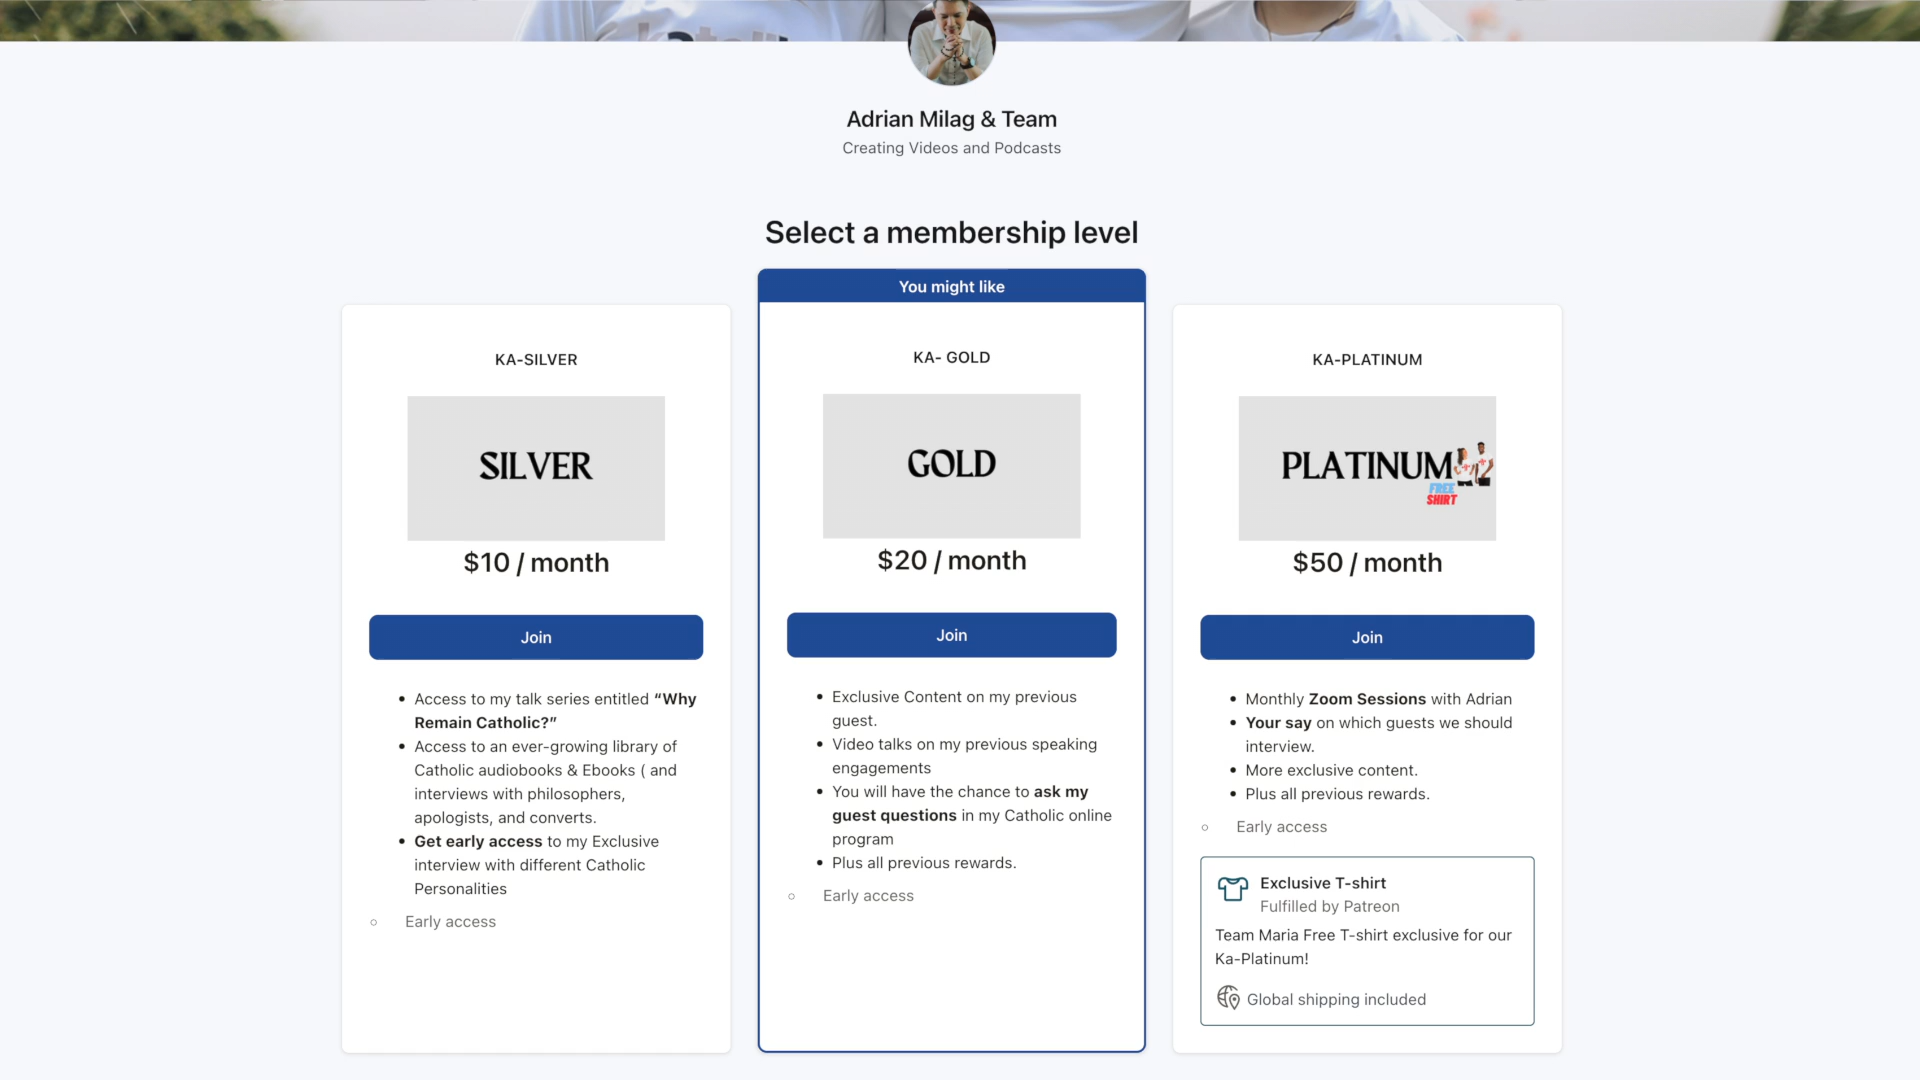 Adrian Milag & Team
Creating Videos and Podcasts
Select a membership level
KA-SILVER
SILVER
$10 / month
Join
• Access to my talk series entitled “Why
Remain Catholic?”
• Access to an ever-growing library of
Catholic audiobooks & Ebooks ( and
interviews with philosophers,
apologists, and converts.
• Get early access to my Exclusive
interview with different Catholic
Personalities
○ Early access
You might like
KA- GOLD
GOLD
$20 / month
Join
• Exclusive Content on my previous
guest.
• Video talks on my previous speaking
engagements
• You will have the chance to ask my
guest questions in my Catholic online
program
• Plus all previous rewards.
○ Early access
KA-PLATINUM
PLATINUM
FREE
SHIRT
$50 / month
Join
• Monthly Zoom Sessions with Adrian
• Your say on which guests we should
interview.
• More exclusive content.
• Plus all previous rewards.
○ Early access
Exclusive T-shirt
Fulfilled by Patreon
Team Maria Free T-shirt exclusive for our
Ka-Platinum!
Global shipping included